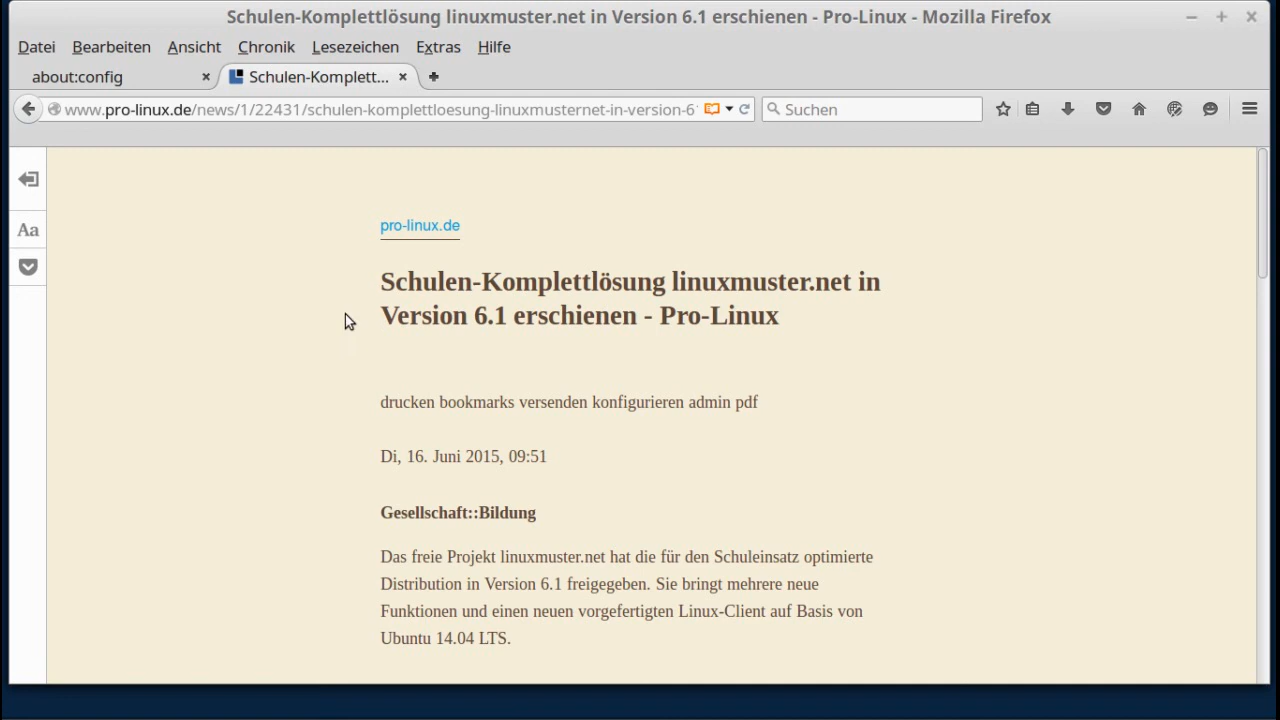 Schulen-Komplettlösung linuxmuster.net in Version 6.1 erschienen - Pro-Linux - Mozilla Firefox
Datei Bearbeiten Ansicht Chronik Lesezeichen Extras Hilfe
about:config Schulen-Komplett...
www.pro-linux.de/news/1/22431/schulen-komplettloesung-linuxmusternet-in-version-6 Suchen
Aa
pro-linux.de
Schulen-Komplettlösung linuxmuster.net in
Version 6.1 erschienen - Pro-Linux
drucken bookmarks versenden konfigurieren admin pdf
Di, 16. Juni 2015, 09:51
Gesellschaft::Bildung
Das freie Projekt linuxmuster.net hat die für den Schuleinsatz optimierte
Distribution in Version 6.1 freigegeben. Sie bringt mehrere neue
Funktionen und einen neuen vorgefertigten Linux-Client auf Basis von
Ubuntu 14.04 LTS.